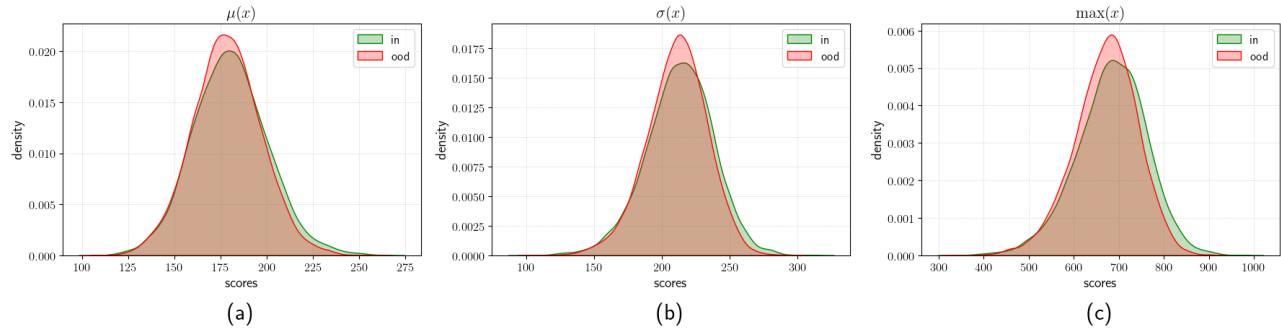 μ(x)
in
ood
density
0.020
0.015
0.010
0.005
0.000
100 125 150 175 200 225 250 275
scores
(a)
σ(x)
in
ood
density
0.0175
0.0150
0.0125
0.0100
0.0075
0.0050
0.0025
0.0000
100 150 200 250 300
scores
(b)
max(x)
in
ood
density
0.006
0.005
0.004
0.003
0.002
0.001
0.000
300 400 500 600 700 800 900 1000
scores
(c)